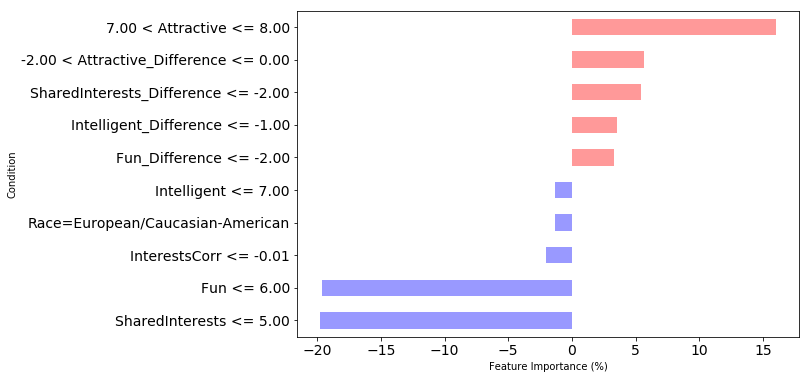 7.00 < Attractive <= 8.00
-2.00 < Attractive_Difference <= 0.00
SharedInterests_Difference <= -2.00
Intelligent_Difference <= -1.00
Fun_Difference <= -2.00
Intelligent <= 7.00
Race=European/Caucasian-American
InterestsCorr <= -0.01
Fun <= 6.00
SharedInterests <= 5.00
Condition
−20 −15 −10 −5 0 5 10 15
Feature Importance (%)